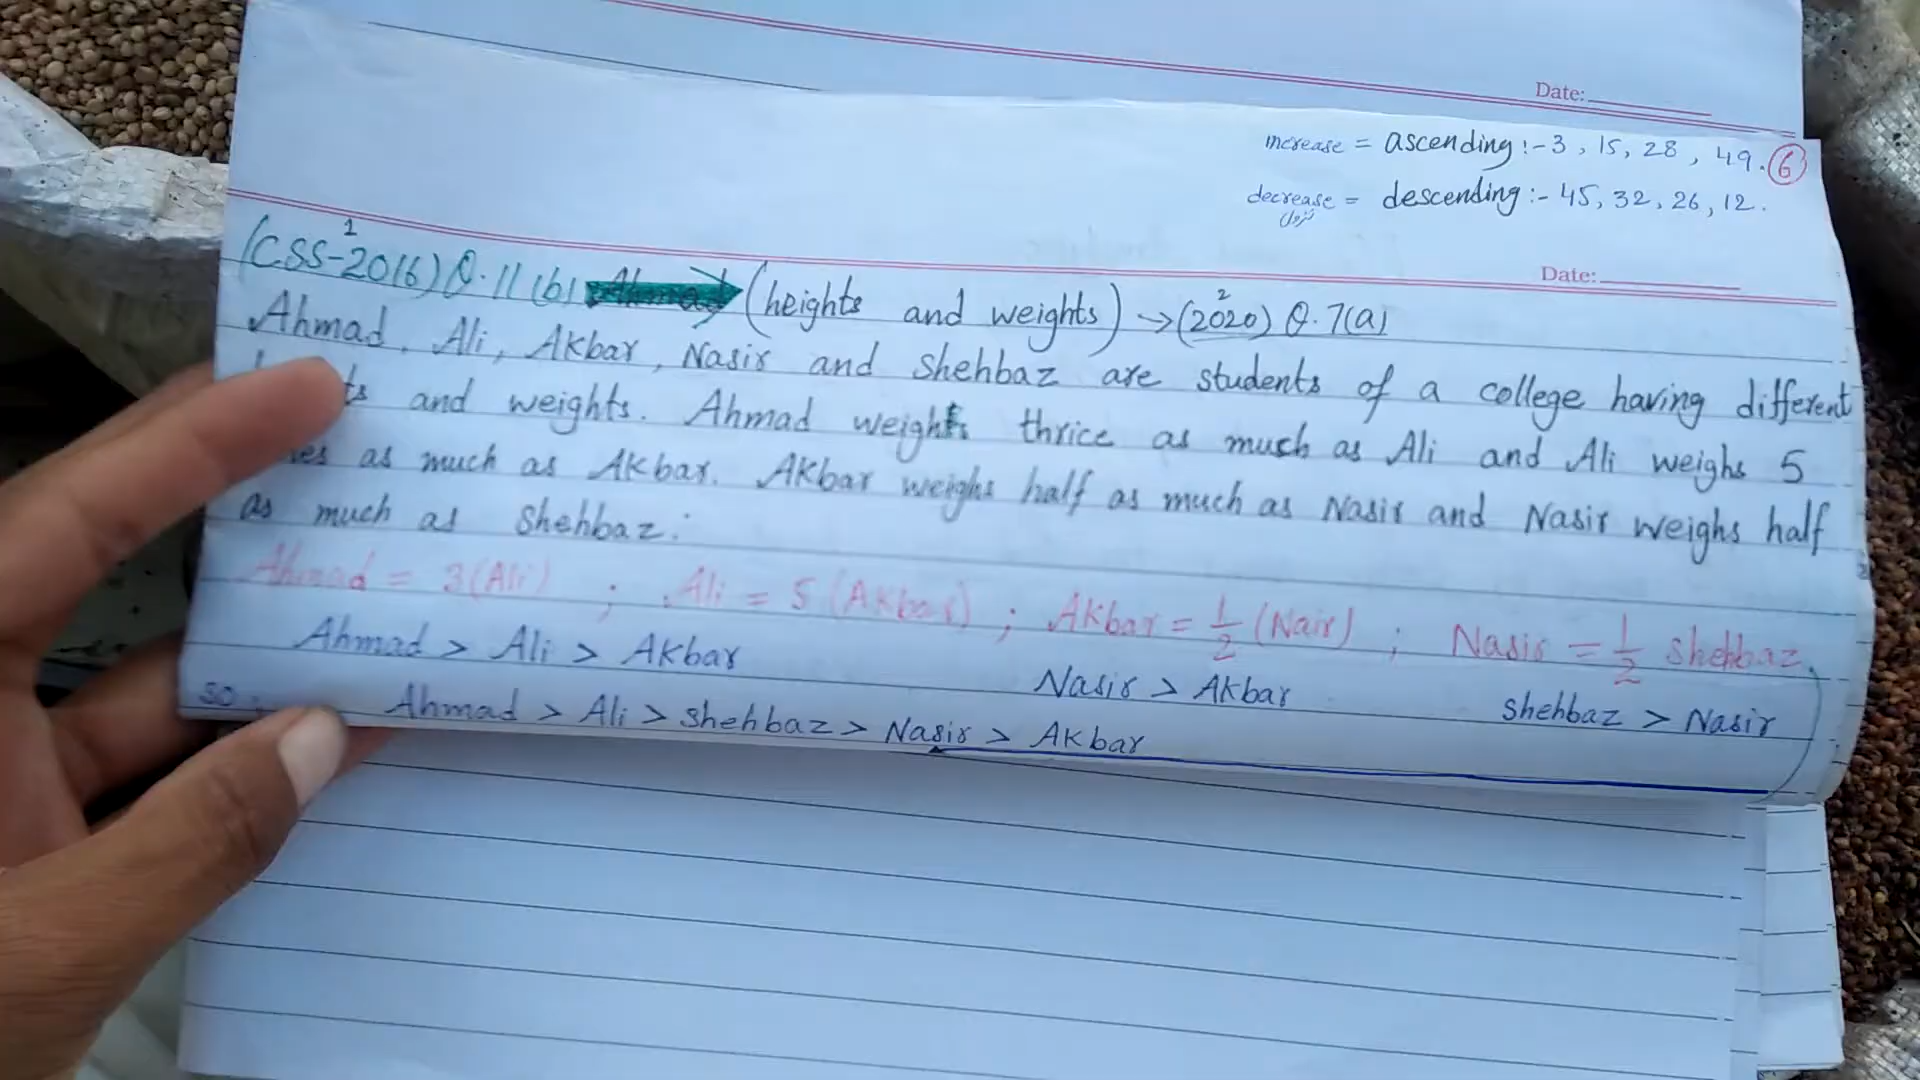 Date:
increase = ascending :- 3, 15, 28, 49. 6
decrease = descending :- 45, 32, 26, 12.
Date:
1
(CSS-2016) Q.11 (b) (heights and weights) → (2020) Q.7(a)
2
Ahmad, Ali, Akbar, Nasir and Shehbaz are students of a college having different
and weights. Ahmad weighs thrice as much as Ali and Ali weighs 5
as much as Akbar. Akbar weighs half as much as Nasir and Nasir weighs half
as much as Shehbaz:
Ahmad = 3(Ali) ; Ali = 5 (Akbar) ; Akbar = 1/2 (Nair) ; Nasir = 1/2 shehbaz.
Ahmad > Ali > Akbar Nasir > Akbar shehbaz > Nasir
so: Ahmad > Ali > shehbaz > Nasir > Akbar